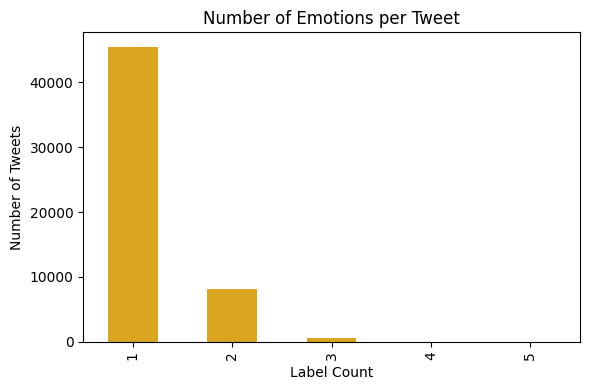 Number of Emotions per Tweet
Number of Tweets
40000
30000
20000
10000
0
1 2 3 4 5
Label Count